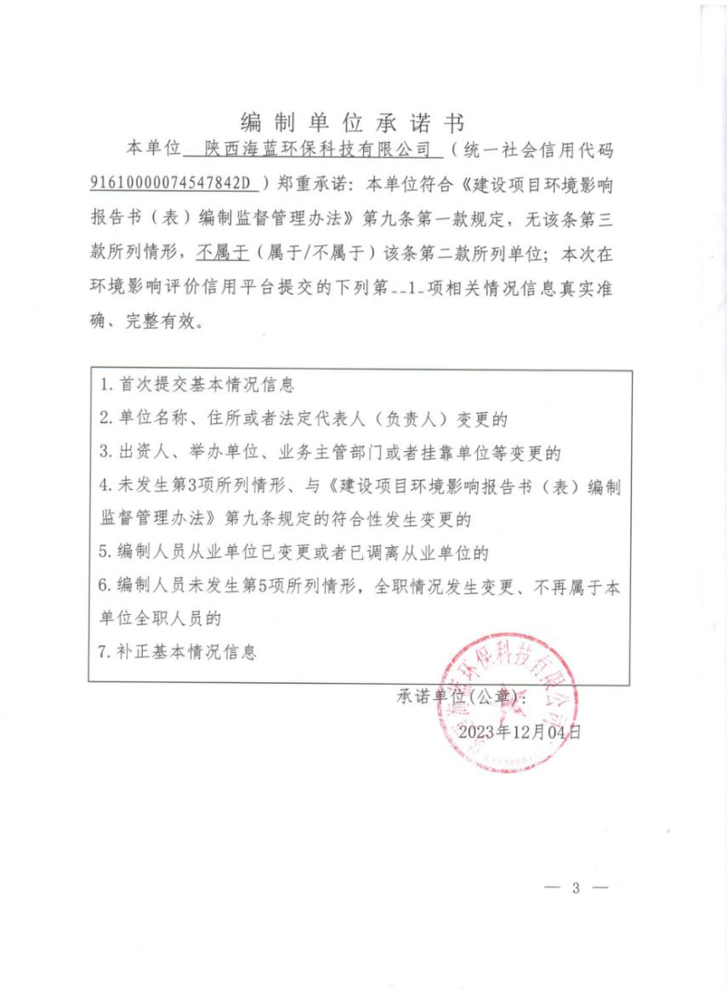 编制单位承诺书
本单位 陕西海蓝环保科技有限公司 （统一社会信用代码
91610000074547842D ）郑重承诺：本单位符合《建设项目环境影响
报告书（表）编制监督管理办法》第九条第一款规定，无该条第三
款所列情形，不属于（属于/不属于）该条第二款所列单位；本次在
环境影响评价信用平台提交的下列第--1-项相关情况信息真实准
确、完整有效。
1.首次提交基本情况信息
2.单位名称、住所或者法定代表人（负责人）变更的
3.出资人、举办单位、业务主管部门或者挂靠单位等变更的
4.未发生第3项所列情形、与《建设项目环境影响报告书（表）编制
监督管理办法》第九条规定的符合性发生变更的
5.编制人员从业单位已变更或者已调离从业单位的
6.编制人员未发生第5项所列情形，全职情况发生变更、不再属于本
单位全职人员的
7.补正基本情况信息
海蓝环保科技有限公司
承诺单位(公章)：
2023年12月04日
— 3 —